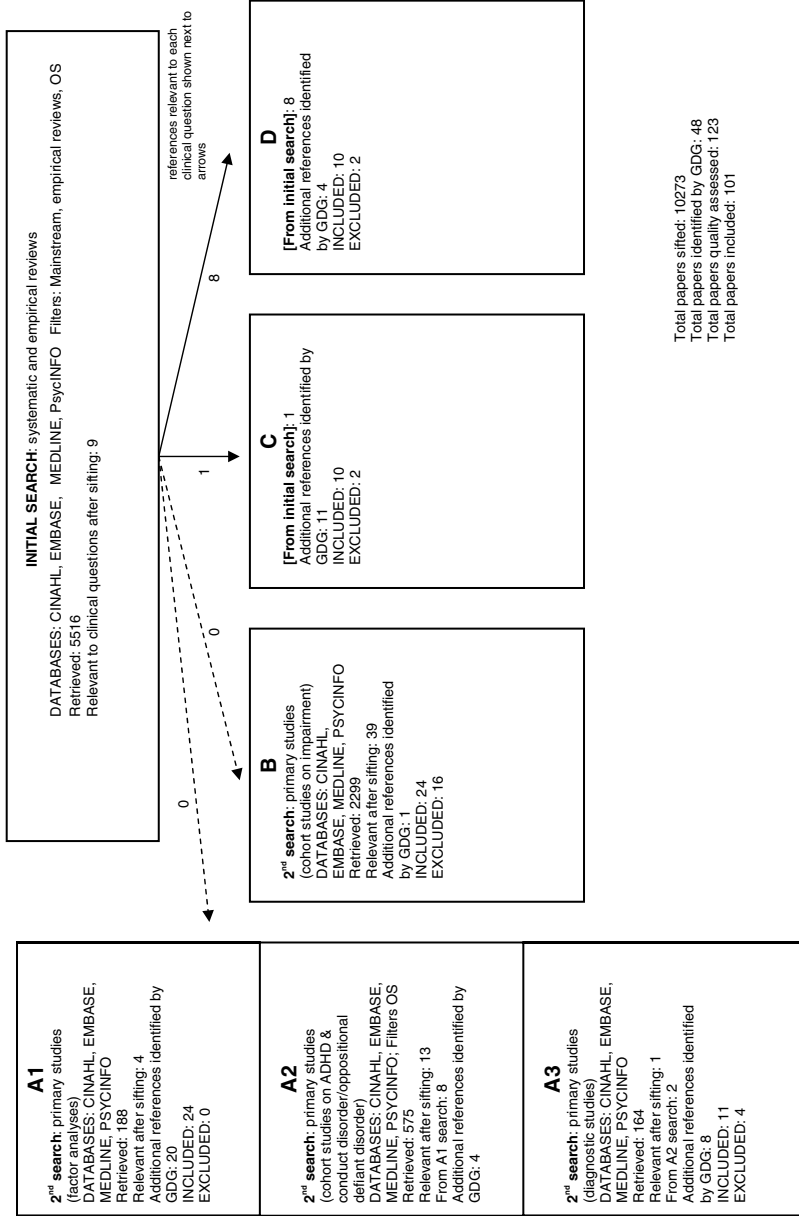 INITIAL SEARCH: systematic and empirical reviews
DATABASES: CINAHL, EMBASE, MEDLINE, PsycINFO Filters: Mainstream, empirical reviews, OS
Retrieved: 5516
Relevant to clinical questions after sifting: 9
references relevant to each
clinical question shown next to
arrows
0
0
1
8
A1
2nd search: primary studies
(factor analyses)
DATABASES: CINAHL, EMBASE,
MEDLINE, PSYCINFO
Retrieved: 188
Relevant after sifting: 4
Additional references identified by
GDG: 20
INCLUDED: 24
EXCLUDED: 0
A2
2nd search: primary studies
(cohort studies on ADHD &
conduct disorder/oppositional
defiant disorder)
DATABASES: CINAHL, EMBASE,
MEDLINE, PSYCINFO; Filters OS
Retrieved: 575
Relevant after sifting: 13
From A1 search: 8
Additional references identified by
GDG: 4
A3
2nd search: primary studies
(diagnostic studies)
DATABASES: CINAHL, EMBASE,
MEDLINE, PSYCINFO
Retrieved: 164
Relevant after sifting: 1
From A2 search: 2
Additional references identified
by GDG: 8
INCLUDED: 11
EXCLUDED: 4
B
2nd search: primary studies
(cohort studies on impairment)
DATABASES: CINAHL,
EMBASE, MEDLINE, PSYCINFO
Retrieved: 2299
Relevant after sifting: 39
Additional references identified
by GDG: 1
INCLUDED: 24
EXCLUDED: 16
C
[From initial search]: 1
Additional references identified by
GDG: 11
INCLUDED: 10
EXCLUDED: 2
D
[From initial search]: 8
Additional references identified
by GDG: 4
INCLUDED: 10
EXCLUDED: 2
Total papers sifted: 10273
Total papers identified by GDG: 48
Total papers quality assessed: 123
Total papers included: 101